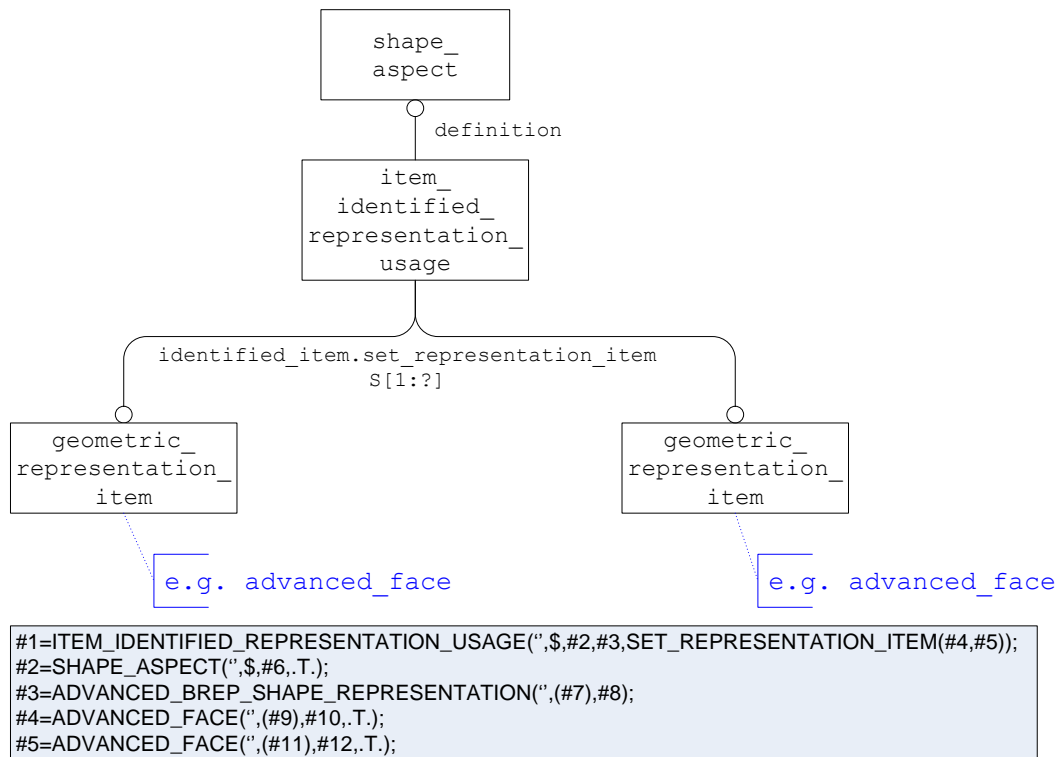 shape_
aspect
definition
item_
identified_
representation_
usage
identified_item.set_representation_item
S[1:?]
geometric_
representation_
item
geometric_
representation_
item
e.g. advanced_face
e.g. advanced_face
#1=ITEM_IDENTIFIED_REPRESENTATION_USAGE(‘’,$,#2,#3,SET_REPRESENTATION_ITEM(#4,#5));
#2=SHAPE_ASPECT(‘’,$,#6,.T.);
#3=ADVANCED_BREP_SHAPE_REPRESENTATION(‘’,(#7),#8);
#4=ADVANCED_FACE(‘’,(#9),#10,.T.);
#5=ADVANCED_FACE(‘’,(#11),#12,.T.);